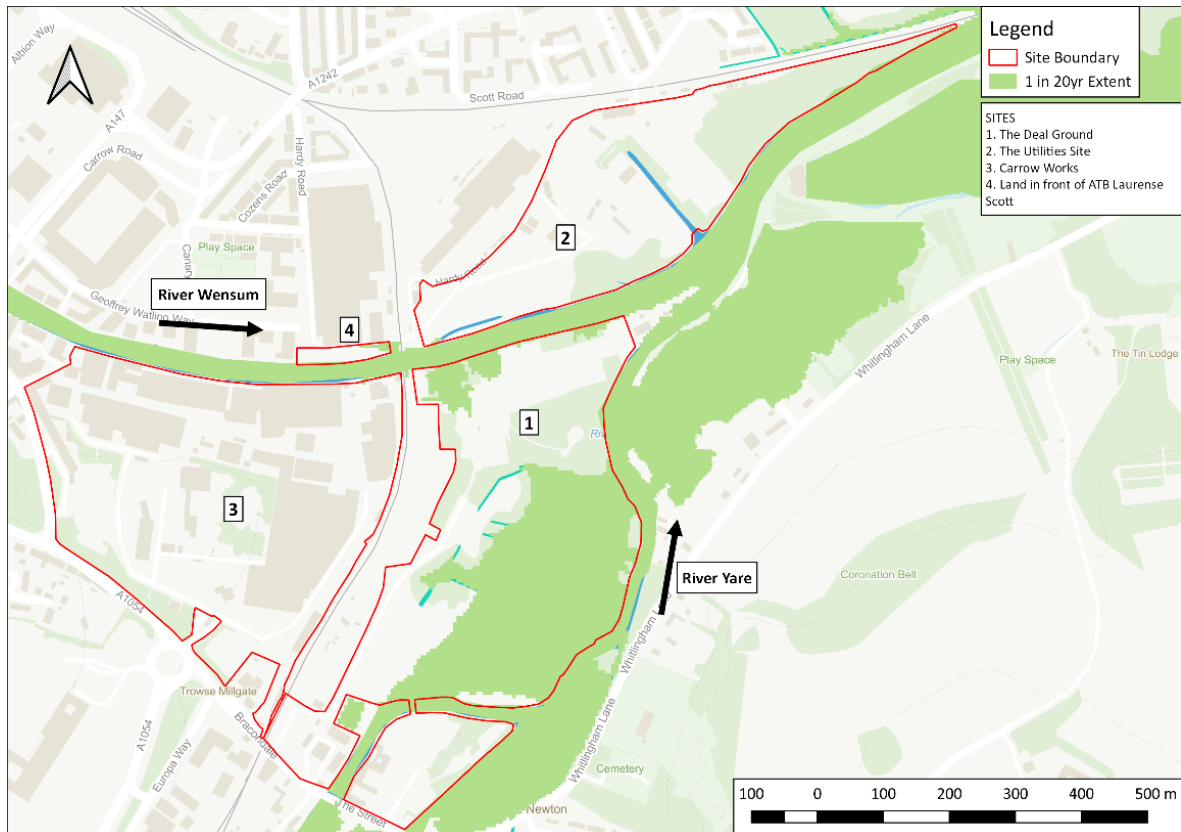 Albion Way
A1242
Scott Road
A147
Carrow Road
Hardy Road
Cozens Road
Play Space
Canary
Geoffrey Watling Way
River Wensum
4
2
Hardy Road
Legend
Site Boundary
1 in 20yr Extent
SITES
1. The Deal Ground
2. The Utilities Site
3. Carrow Works
4. Land in front of ATB Laurense
Scott
Whitlingham Lane
Play Space
The Tin Lodge
1
Riv
3
River Yare
Coronation Belt
A1054
Whitlingham Lane
Trowse Millgate
Bracondale
A1054
Europa Way
Whitlingham Lane
Cemetery
The Street
Newton
100 0 100 200 300 400 500 m